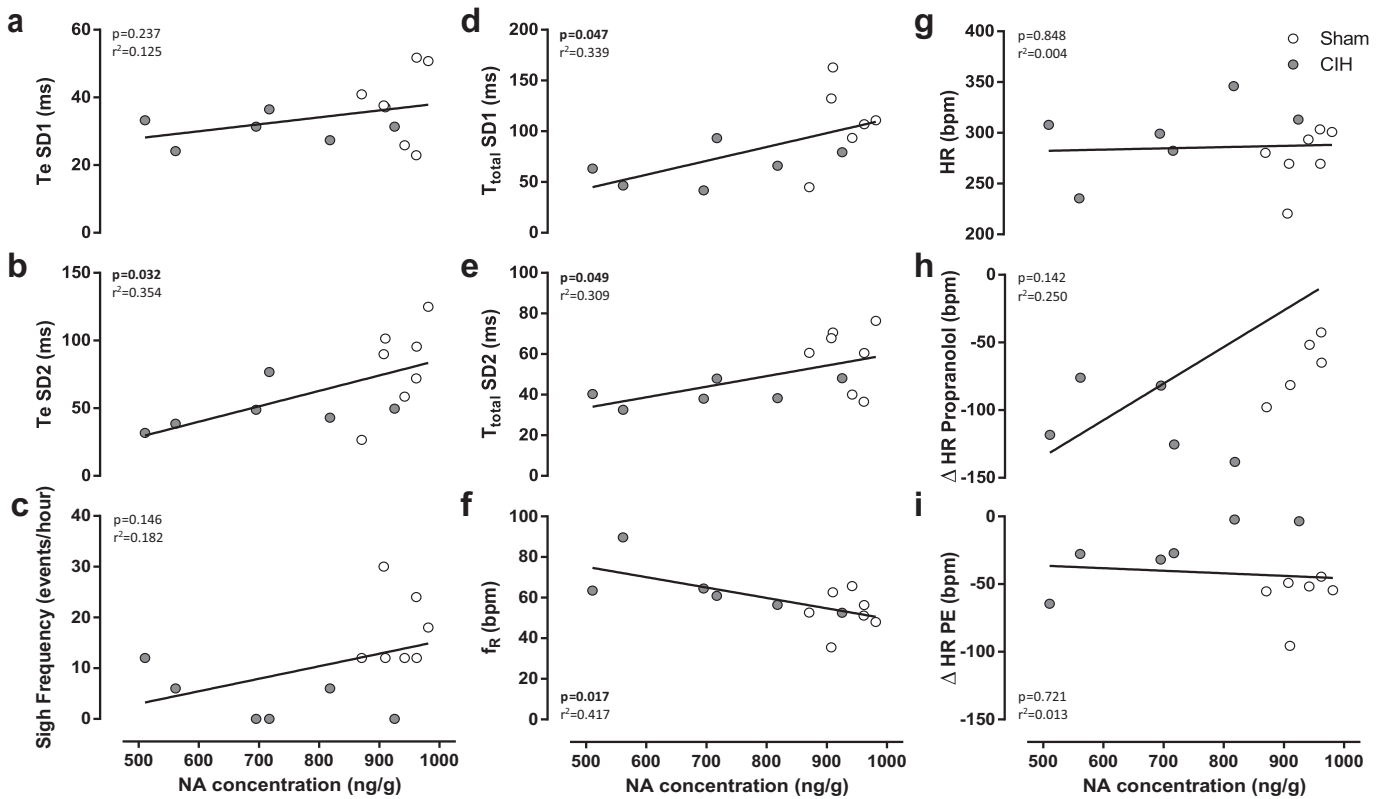 a
p=0.237
r²=0.125
Te SD1 (ms)
60
40
20
0
b
p=0.032
r²=0.354
Te SD2 (ms)
150
100
50
0
c
p=0.146
r²=0.182
Sigh Frequency (events/hour)
40
30
20
10
0
500 600 700 800 900 1000
NA concentration (ng/g)
d
p=0.047
r²=0.339
Ttotal SD1 (ms)
200
150
100
50
0
e
p=0.049
r²=0.309
Ttotal SD2 (ms)
100
80
60
40
20
0
f
fR (bpm)
100
80
60
40
20
0
p=0.017
r²=0.417
500 600 700 800 900 1000
NA concentration (ng/g)
g
p=0.848
r²=0.004
Sham
CIH
HR (bpm)
400
350
300
250
200
h
p=0.142
r²=0.250
Δ HR Propranolol (bpm)
0
-50
-100
-150
i
Δ HR PE (bpm)
0
-50
-100
-150
p=0.721
r²=0.013
500 600 700 800 900 1000
NA concentration (ng/g)